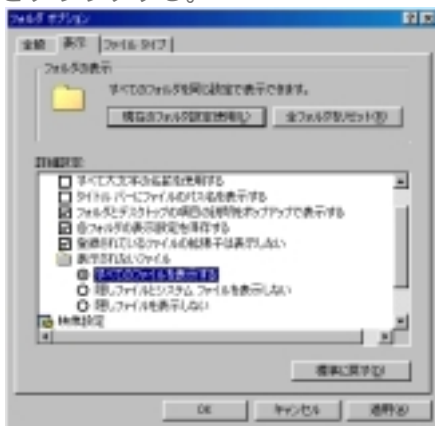 をクリックする。
フォルダ オプション
全般 表示 ファイル タイプ
フォルダの表示
すべてのフォルダを同じ設定で表示できます。
現在のフォルダ設定を使用(L) 全フォルダをリセット(R)
詳細設定:
すべて大文字の名前を使用する
タイトル バーにファイルのパス名を表示する
フォルダとデスクトップの項目の説明をポップアップで表示する
各フォルダの表示設定を保存する
登録されているファイルの拡張子は表示しない
表示されないファイル
すべてのファイルを表示する
隠しファイルとシステム ファイルを表示しない
隠しファイルを表示しない
映像設定
標準に戻す(D)
OK キャンセル 適用(A)